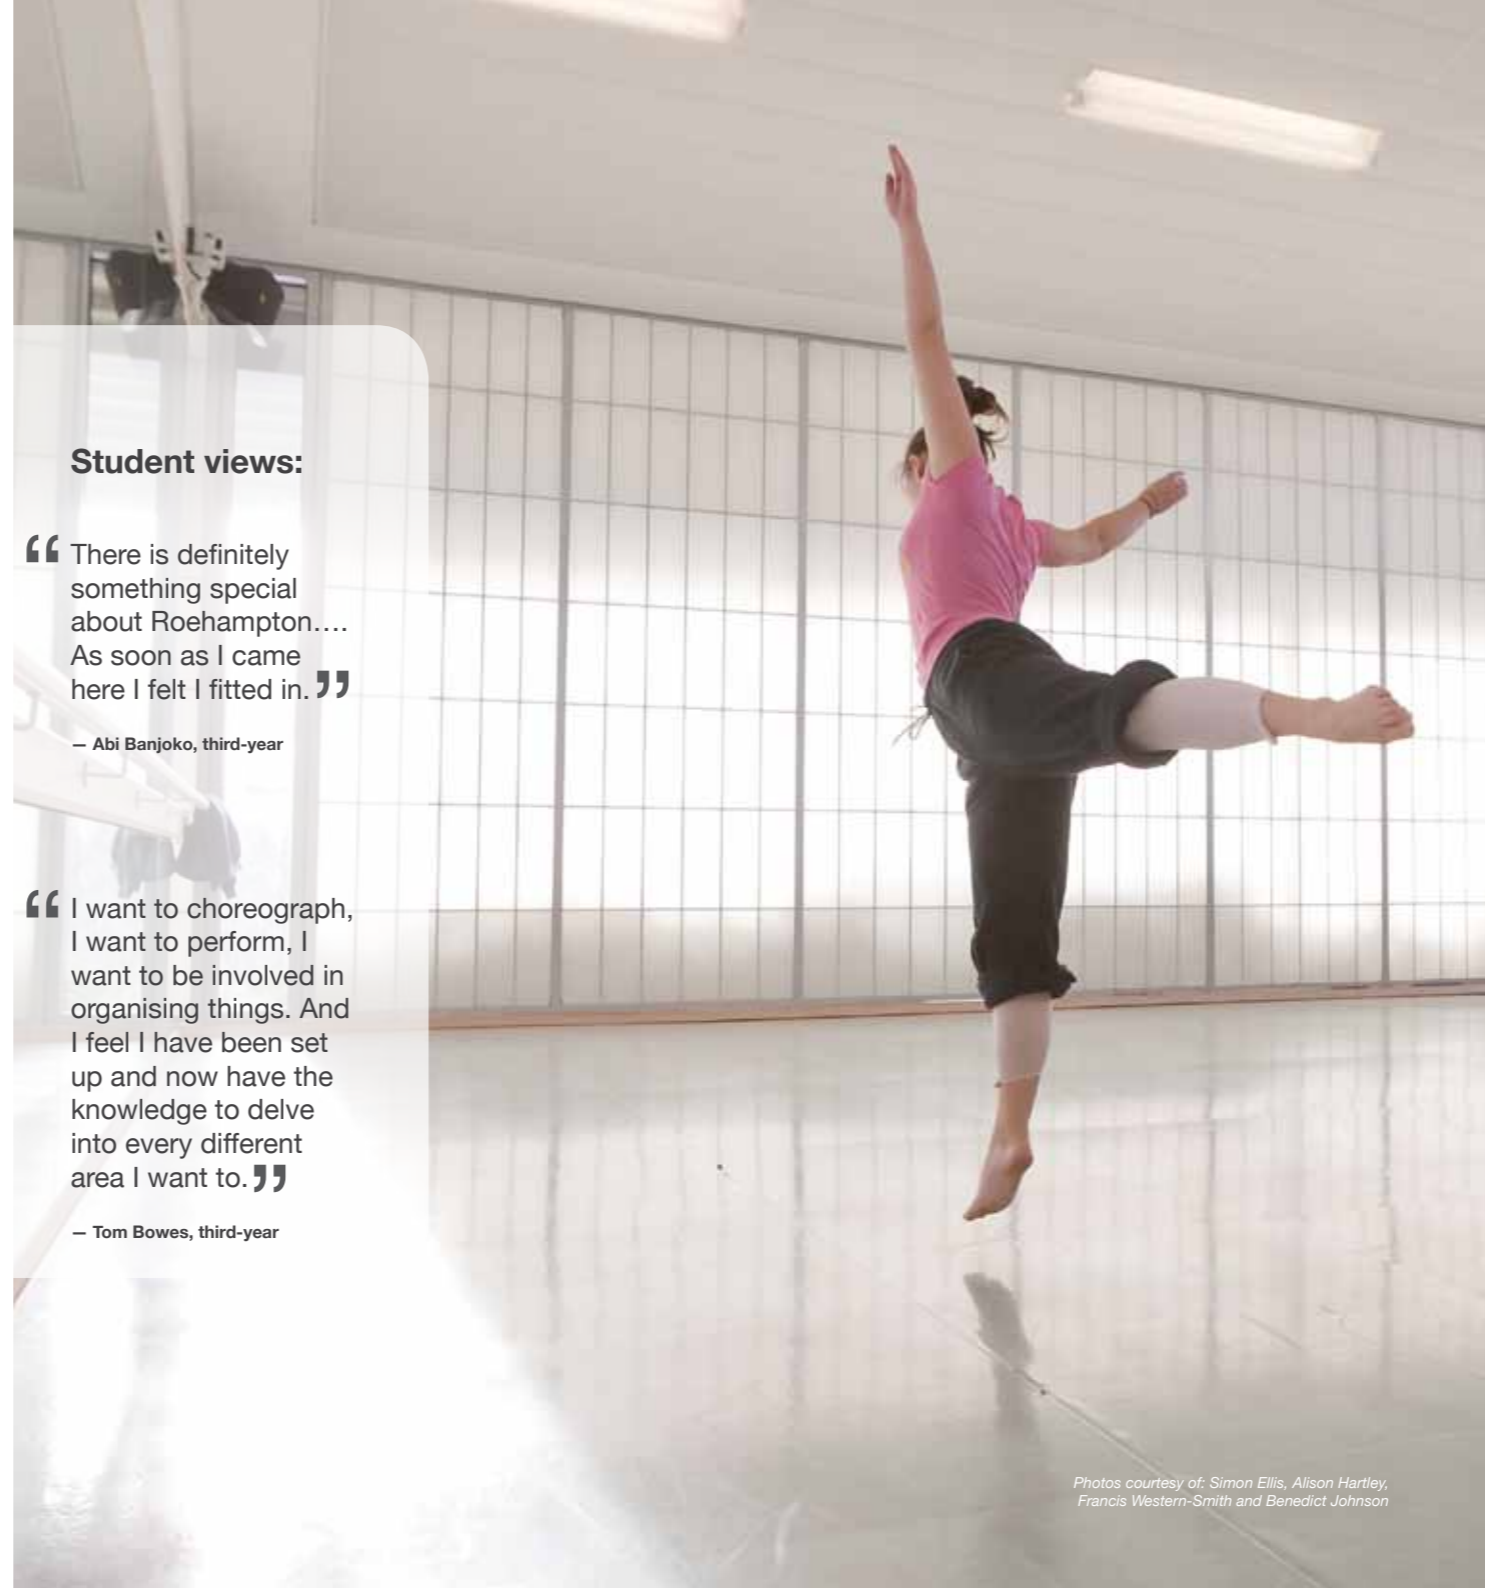 Student views:
“ There is definitely
something special
about Roehampton....
As soon as I came
here I felt I fitted in. ”
— Abi Banjoko, third-year
“ I want to choreograph,
I want to perform, I
want to be involved in
organising things. And
I feel I have been set
up and now have the
knowledge to delve
into every different
area I want to. ”
— Tom Bowes, third-year
Photos courtesy of: Simon Ellis, Alison Hartley,
Francis Western-Smith and Benedict Johnson